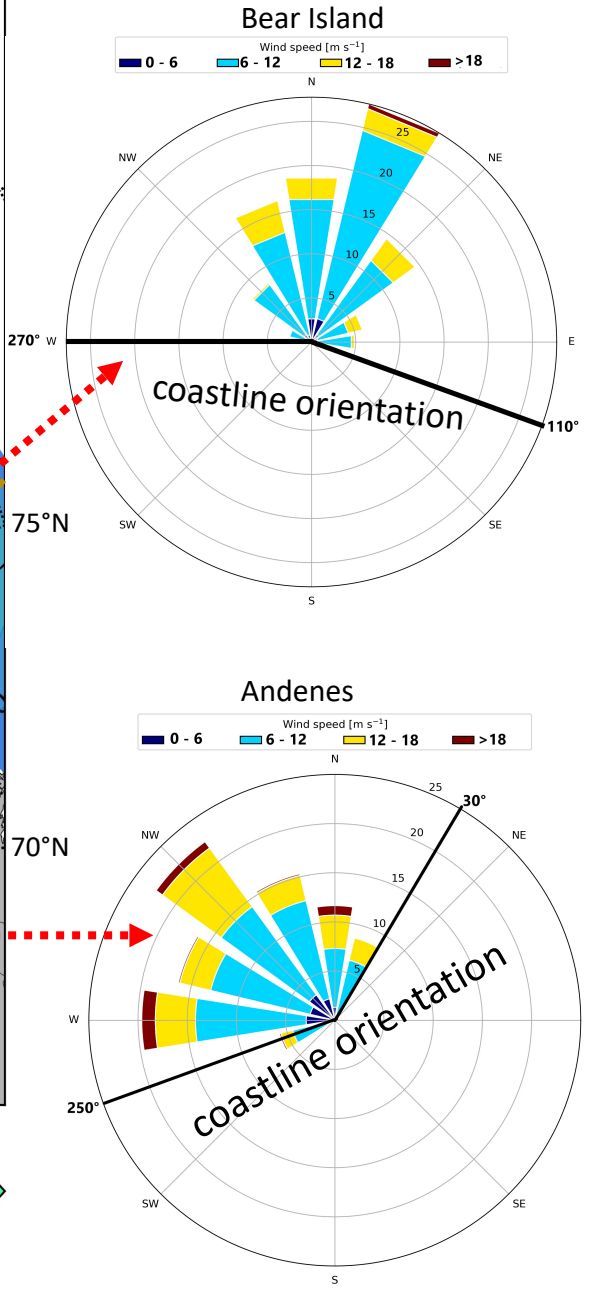 Bear Island
Wind speed [m s⁻¹]
0 - 6 6 - 12 12 - 18 >18
N
NW NE
25
20
15
10
5
270° W E
coastline orientation
110°
75°N
SW SE
S
Andenes
Wind speed [m s⁻¹]
0 - 6 6 - 12 12 - 18 >18
N
25
30°
20
NW NE
70°N
15
10
5
W
coastline orientation
250°
SW SE
S